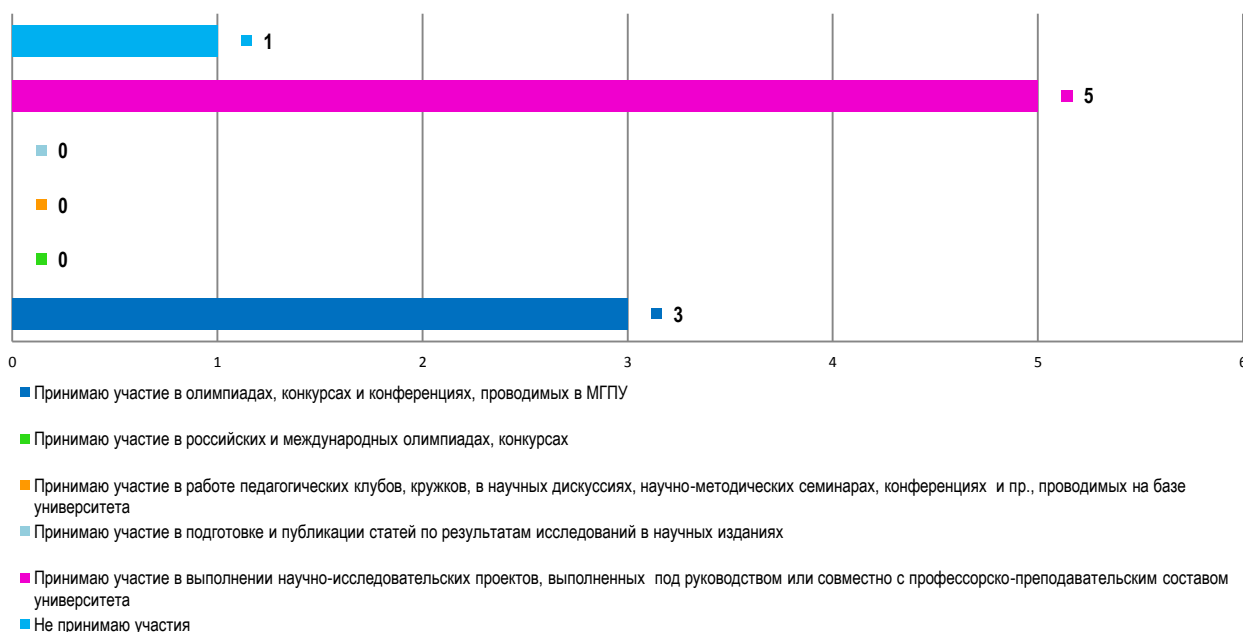 1
5
0
0
0
3
0 1 2 3 4 5 6
Принимаю участие в олимпиадах, конкурсах и конференциях, проводимых в МГПУ
Принимаю участие в российских и международных олимпиадах, конкурсах
Принимаю участие в работе педагогических клубов, кружков, в научных дискуссиях, научно-методических семинарах, конференциях и пр., проводимых на базе
университета
Принимаю участие в подготовке и публикации статей по результатам исследований в научных изданиях
Принимаю участие в выполнении научно-исследовательских проектов, выполненных под руководством или совместно с профессорско-преподавательским составом
университета
Не принимаю участия